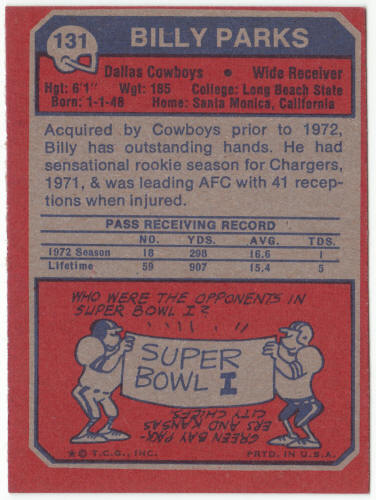 131
BILLY PARKS
Dallas Cowboys • Wide Receiver
Hgt: 6'1" Wgt: 185 College: Long Beach State
Born: 1-1-48 Home: Santa Monica, California
Acquired by Cowboys prior to 1972,
Billy has outstanding hands. He had
sensational rookie season for Chargers,
1971, & was leading AFC with 41 recep-
tions when injured.
PASS RECEIVING RECORD
NO. YDS. AVG. TDS.
1972 Season 18 298 16.6 1
Lifetime 59 907 15.4 5
WHO WERE THE OPPONENTS IN
SUPER BOWL I?
SUPER
BOWL I
GREEN BAY PACK-
ERS AND KANSAS
CITY CHIEFS
★ © T.C.G., INC. PRTD. IN U.S.A.